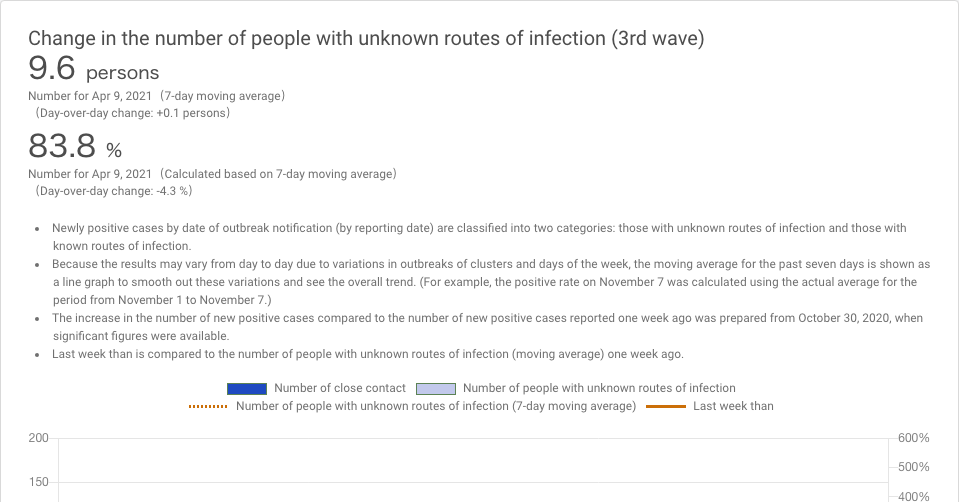 Change in the number of people with unknown routes of infection (3rd wave)
9.6 persons
Number for Apr 9, 2021（7-day moving average）
（Day-over-day change: +0.1 persons）
83.8 %
Number for Apr 9, 2021（Calculated based on 7-day moving average）
（Day-over-day change: -4.3 %）
• Newly positive cases by date of outbreak notification (by reporting date) are classified into two categories: those with unknown routes of infection and those with
known routes of infection.
• Because the results may vary from day to day due to variations in outbreaks of clusters and days of the week, the moving average for the past seven days is shown as
a line graph to smooth out these variations and see the overall trend. (For example, the positive rate on November 7 was calculated using the actual average for the
period from November 1 to November 7.)
• The increase in the number of new positive cases compared to the number of new positive cases reported one week ago was prepared from October 30, 2020, when
significant figures were available.
• Last week than is compared to the number of people with unknown routes of infection (moving average) one week ago.
Number of close contact Number of people with unknown routes of infection
Number of people with unknown routes of infection (7-day moving average) Last week than
200 600%
500%
150
400%